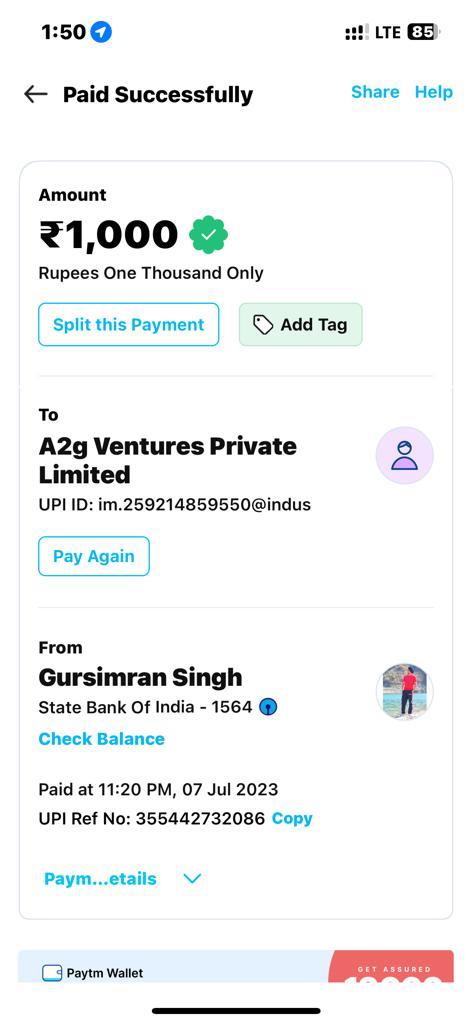 1:50
LTE 85
Paid Successfully
Share Help
Amount
₹1,000
Rupees One Thousand Only
Split this Payment
Add Tag
To
A2g Ventures Private
Limited
UPI ID: im.259214859550@indus
Pay Again
From
Gursimran Singh
State Bank Of India - 1564
Check Balance
Paid at 11:20 PM, 07 Jul 2023
UPI Ref No: 355442732086 Copy
Paym...etails
Paytm Wallet
GET ASSURED